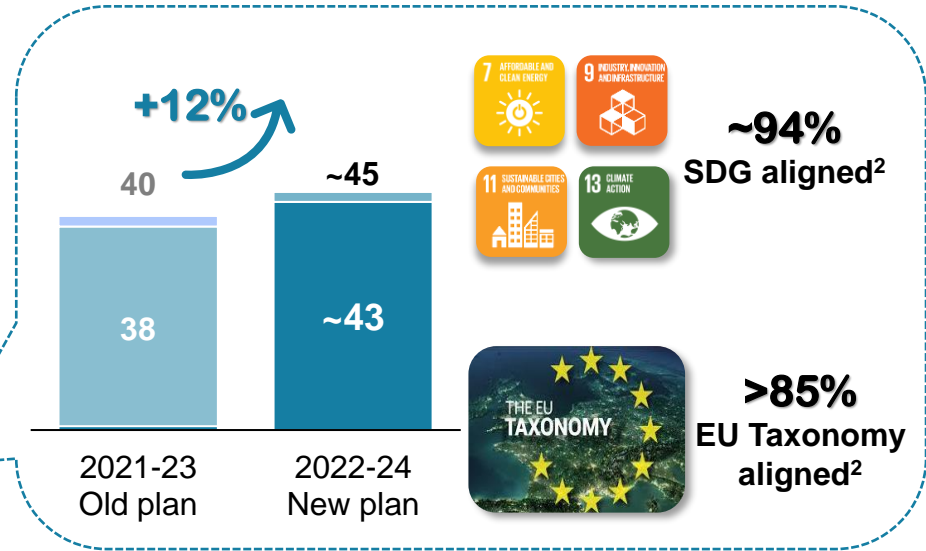 +12%
40
~45
38
~43
2021-23
Old plan
2022-24
New plan
7 AFFORDABLE AND
CLEAN ENERGY
9 INDUSTRY, INNOVATION
AND INFRASTRUCTURE
11 SUSTAINABLE CITIES
AND COMMUNITIES
13 CLIMATE
ACTION
~94%
SDG aligned2
THE EU
TAXONOMY
>85%
EU Taxonomy
aligned2